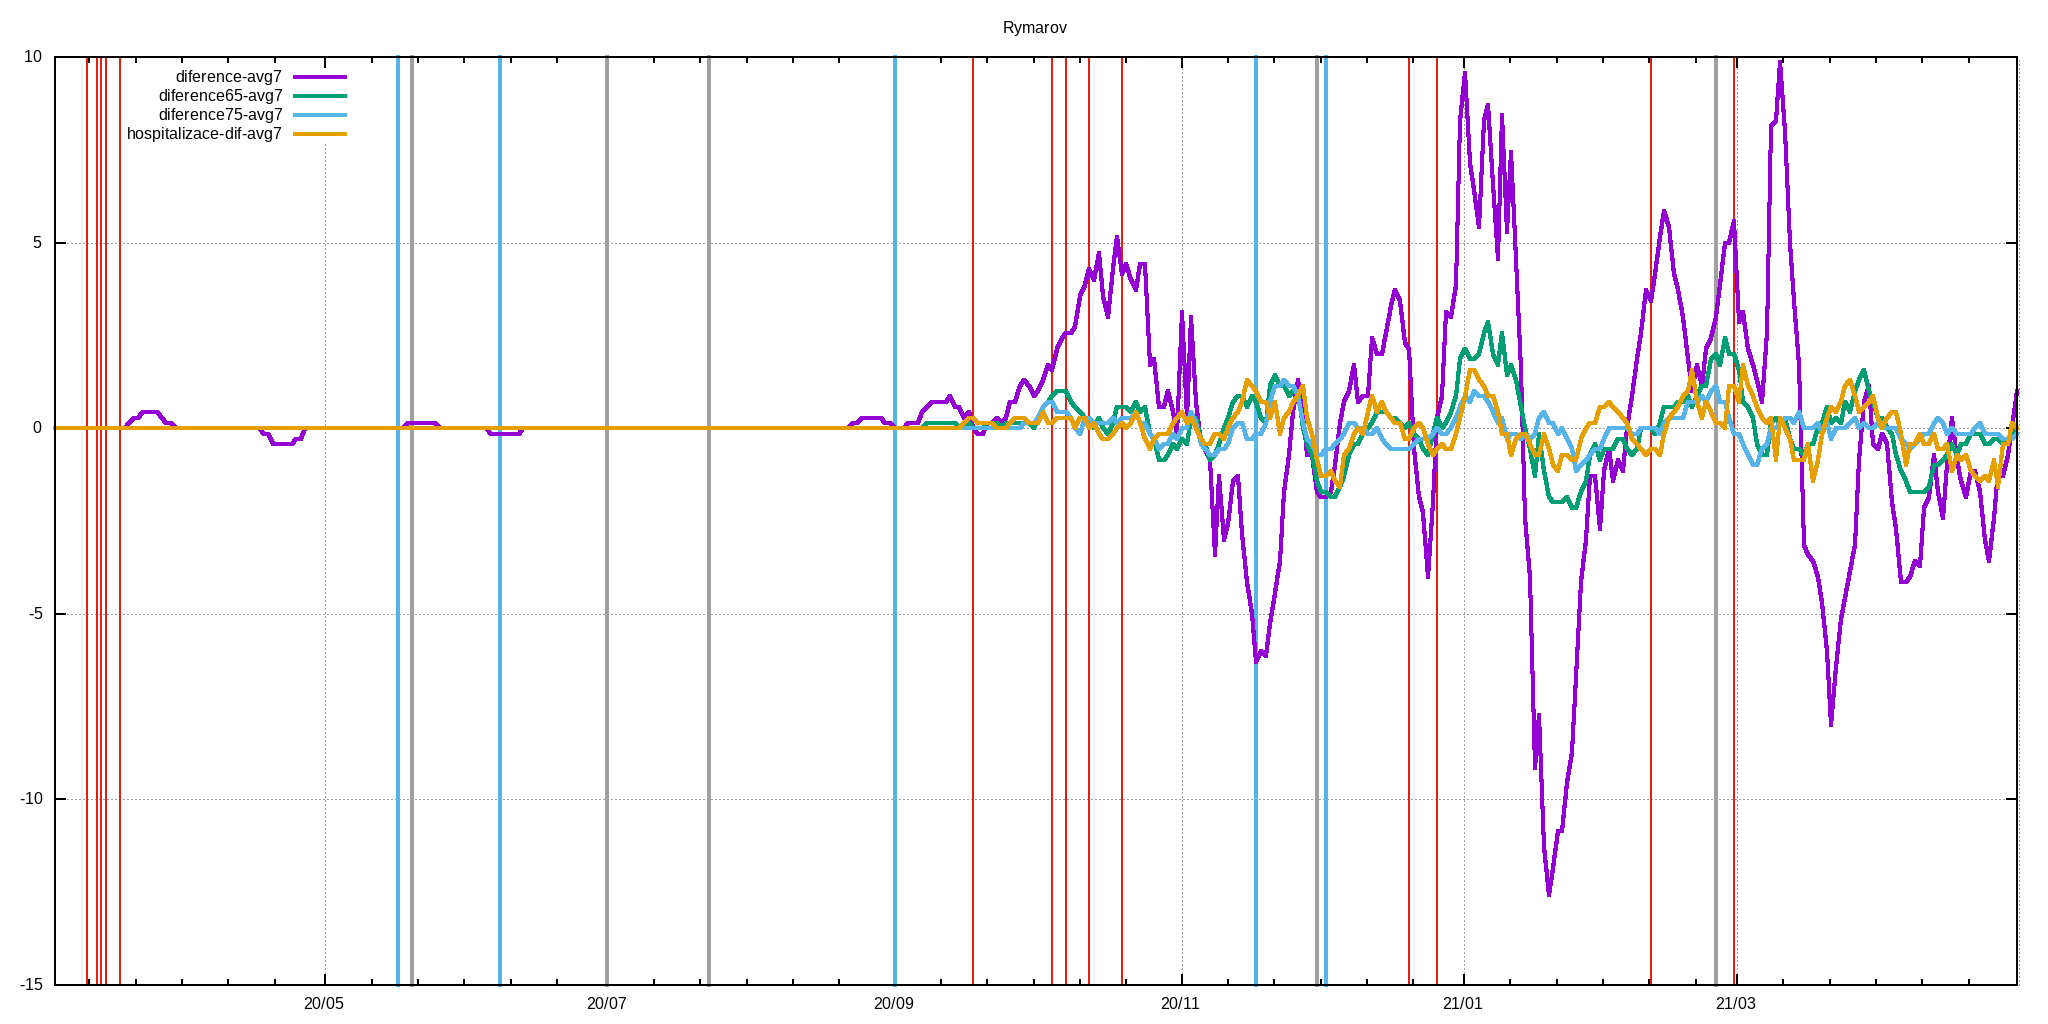 Rymarov
10
diference-avg7
diference65-avg7
diference75-avg7
hospitalizace-dif-avg7
5
0
-5
-10
-15
20/05 20/07 20/09 20/11 21/01 21/03